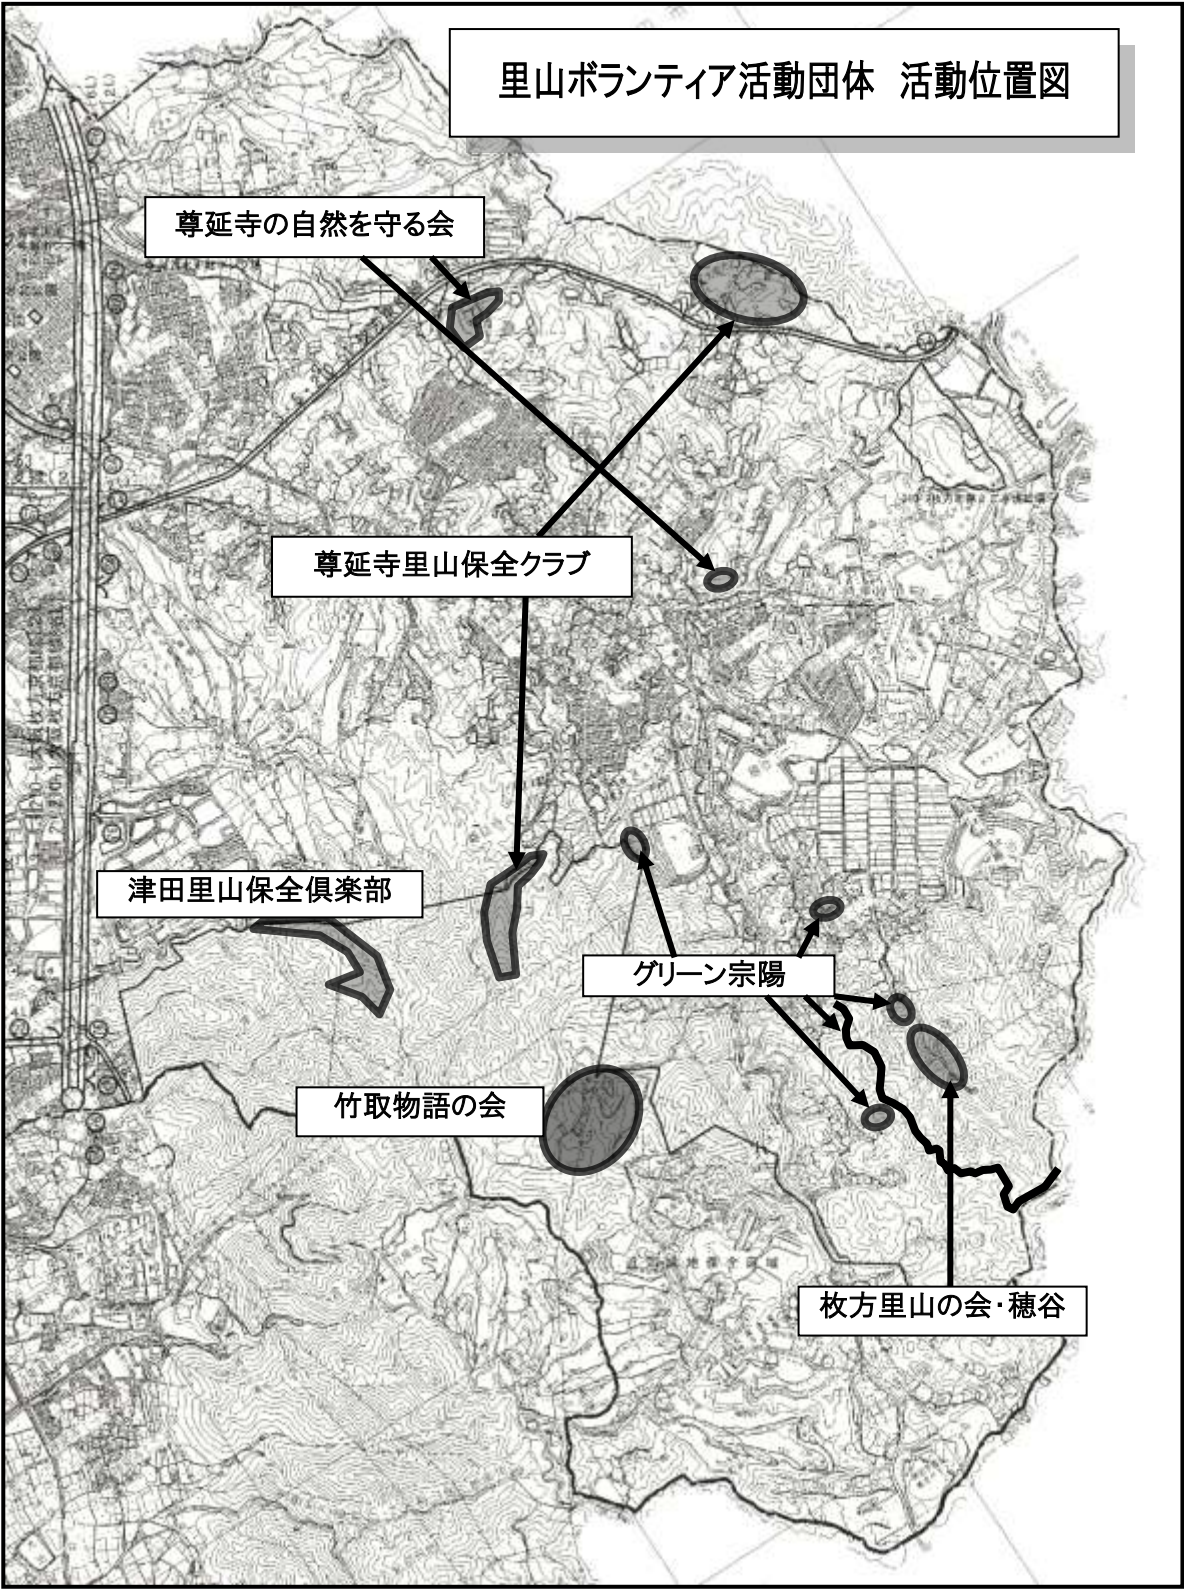 里山ボランティア活動団体 活動位置図
尊延寺の自然を守る会
尊延寺里山保全クラブ
津田里山保全倶楽部
グリーン宗陽
竹取物語の会
枚方里山の会・穂谷